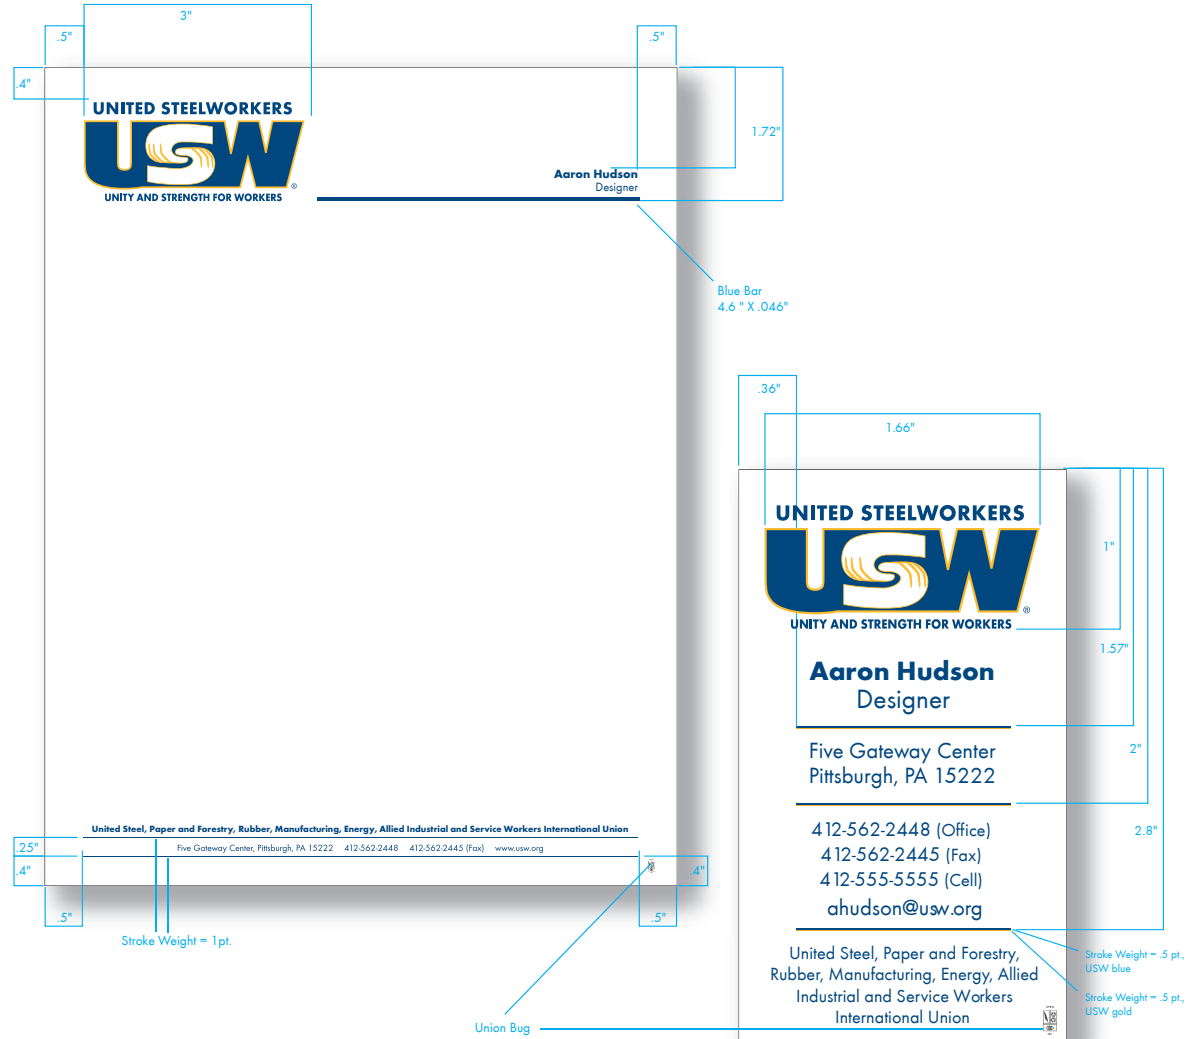 3"
.5"
.5"
.4"
UNITED STEELWORKERS
USW
®
UNITY AND STRENGTH FOR WORKERS
1.72"
Aaron Hudson
Designer
Blue Bar
4.6 " X .046"
United Steel, Paper and Forestry, Rubber, Manufacturing, Energy, Allied Industrial and Service Workers International Union
.25"
Five Gateway Center, Pittsburgh, PA 15222 412-562-2448 412-562-2445 (Fax) www.usw.org
.4"
.4"
.5"
.5"
Stroke Weight = 1pt.
Union Bug
.36"
1.66"
UNITED STEELWORKERS
USW
®
UNITY AND STRENGTH FOR WORKERS
1"
1.57"
Aaron Hudson
Designer
2"
Five Gateway Center
Pittsburgh, PA 15222
2.8"
412-562-2448 (Office)
412-562-2445 (Fax)
412-555-5555 (Cell)
ahudson@usw.org
United Steel, Paper and Forestry,
Rubber, Manufacturing, Energy, Allied
Industrial and Service Workers
International Union
Stroke Weight = .5 pt.,
USW blue
Stroke Weight = .5 pt.,
USW gold